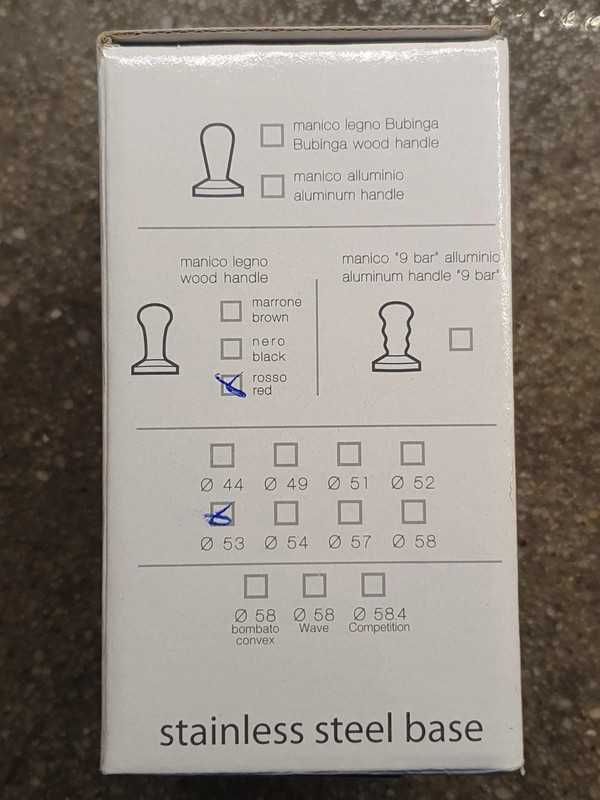 manico legno Bubinga
Bubinga wood handle
manico alluminio
aluminum handle
manico legno
wood handle
marrone
brown
nero
black
rosso
red
manico "9 bar" alluminio
aluminum handle "9 bar"
Ø 44 Ø 49 Ø 51 Ø 52
Ø 53 Ø 54 Ø 57 Ø 58
Ø 58 Ø 58 Ø 58.4
bombato Wave Competition
convex
stainless steel base